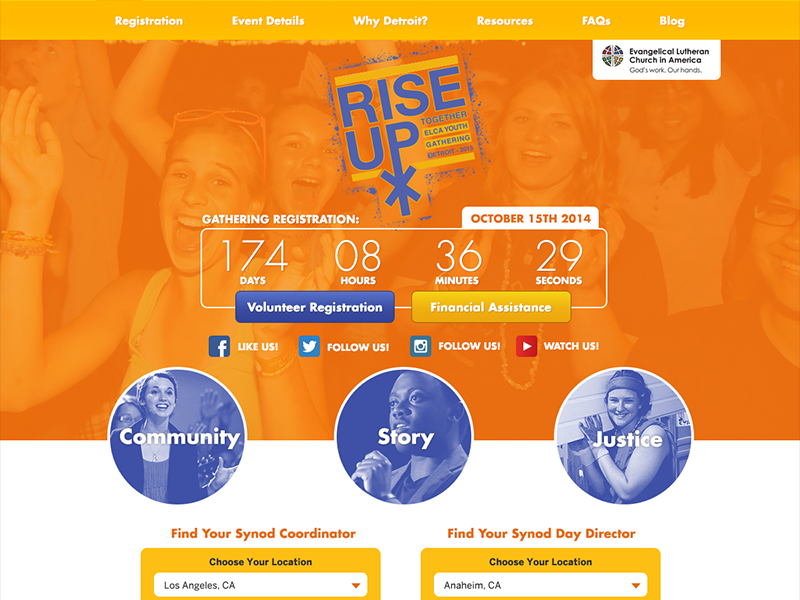 Registration
Event Details
Why Detroit?
Resources
FAQs
Blog
Evangelical Lutheran
Church in America
God's work. Our hands.
RISE
UP
TOGETHER
ELCA YOUTH
GATHERING
DETROIT - 2015
GATHERING REGISTRATION:
OCTOBER 15TH 2014
174
08
36
29
DAYS
HOURS
MINUTES
SECONDS
Volunteer Registration
Financial Assistance
LIKE US!
FOLLOW US!
FOLLOW US!
WATCH US!
Community
Story
Justice
Find Your Synod Coordinator
Find Your Synod Day Director
Choose Your Location
Choose Your Location
Los Angeles, CA
Anaheim, CA